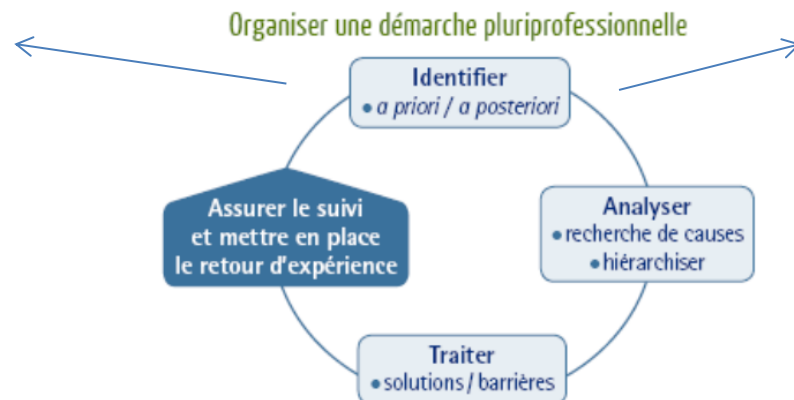 Organiser une démarche pluriprofessionnelle
Identifier
• a priori / a posteriori
Analyser
• recherche de causes
• hiérarchiser
Traiter
• solutions / barrières
Assurer le suivi
et mettre en place
le retour d'expérience